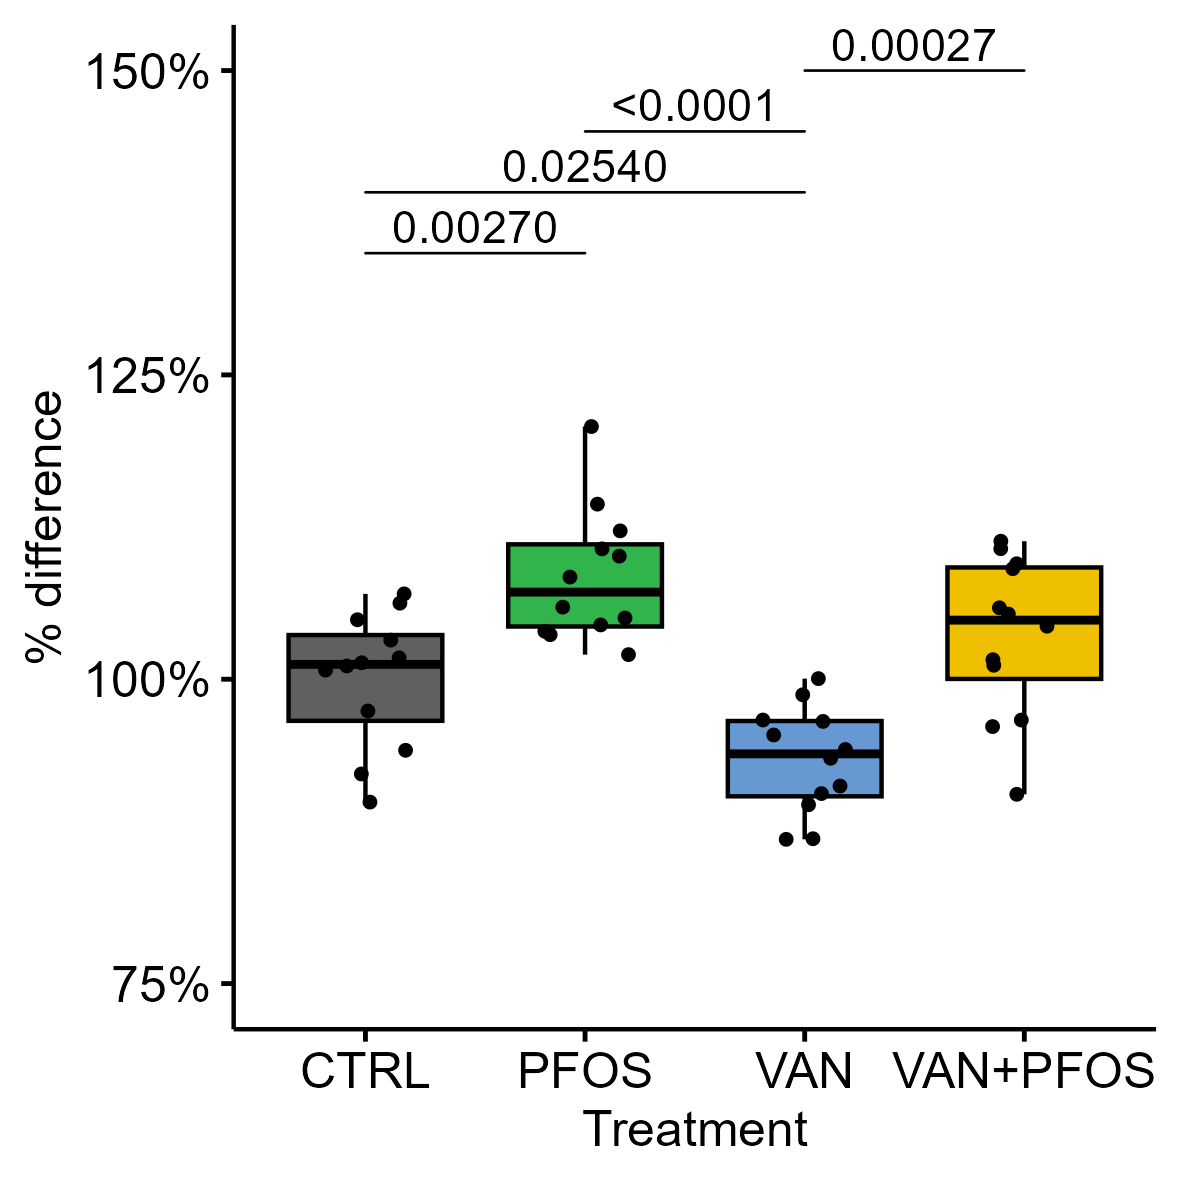 0.00027
150%
<0.0001
0.02540
0.00270
125%
% difference
100%
75%
CTRL PFOS VAN VAN+PFOS
Treatment